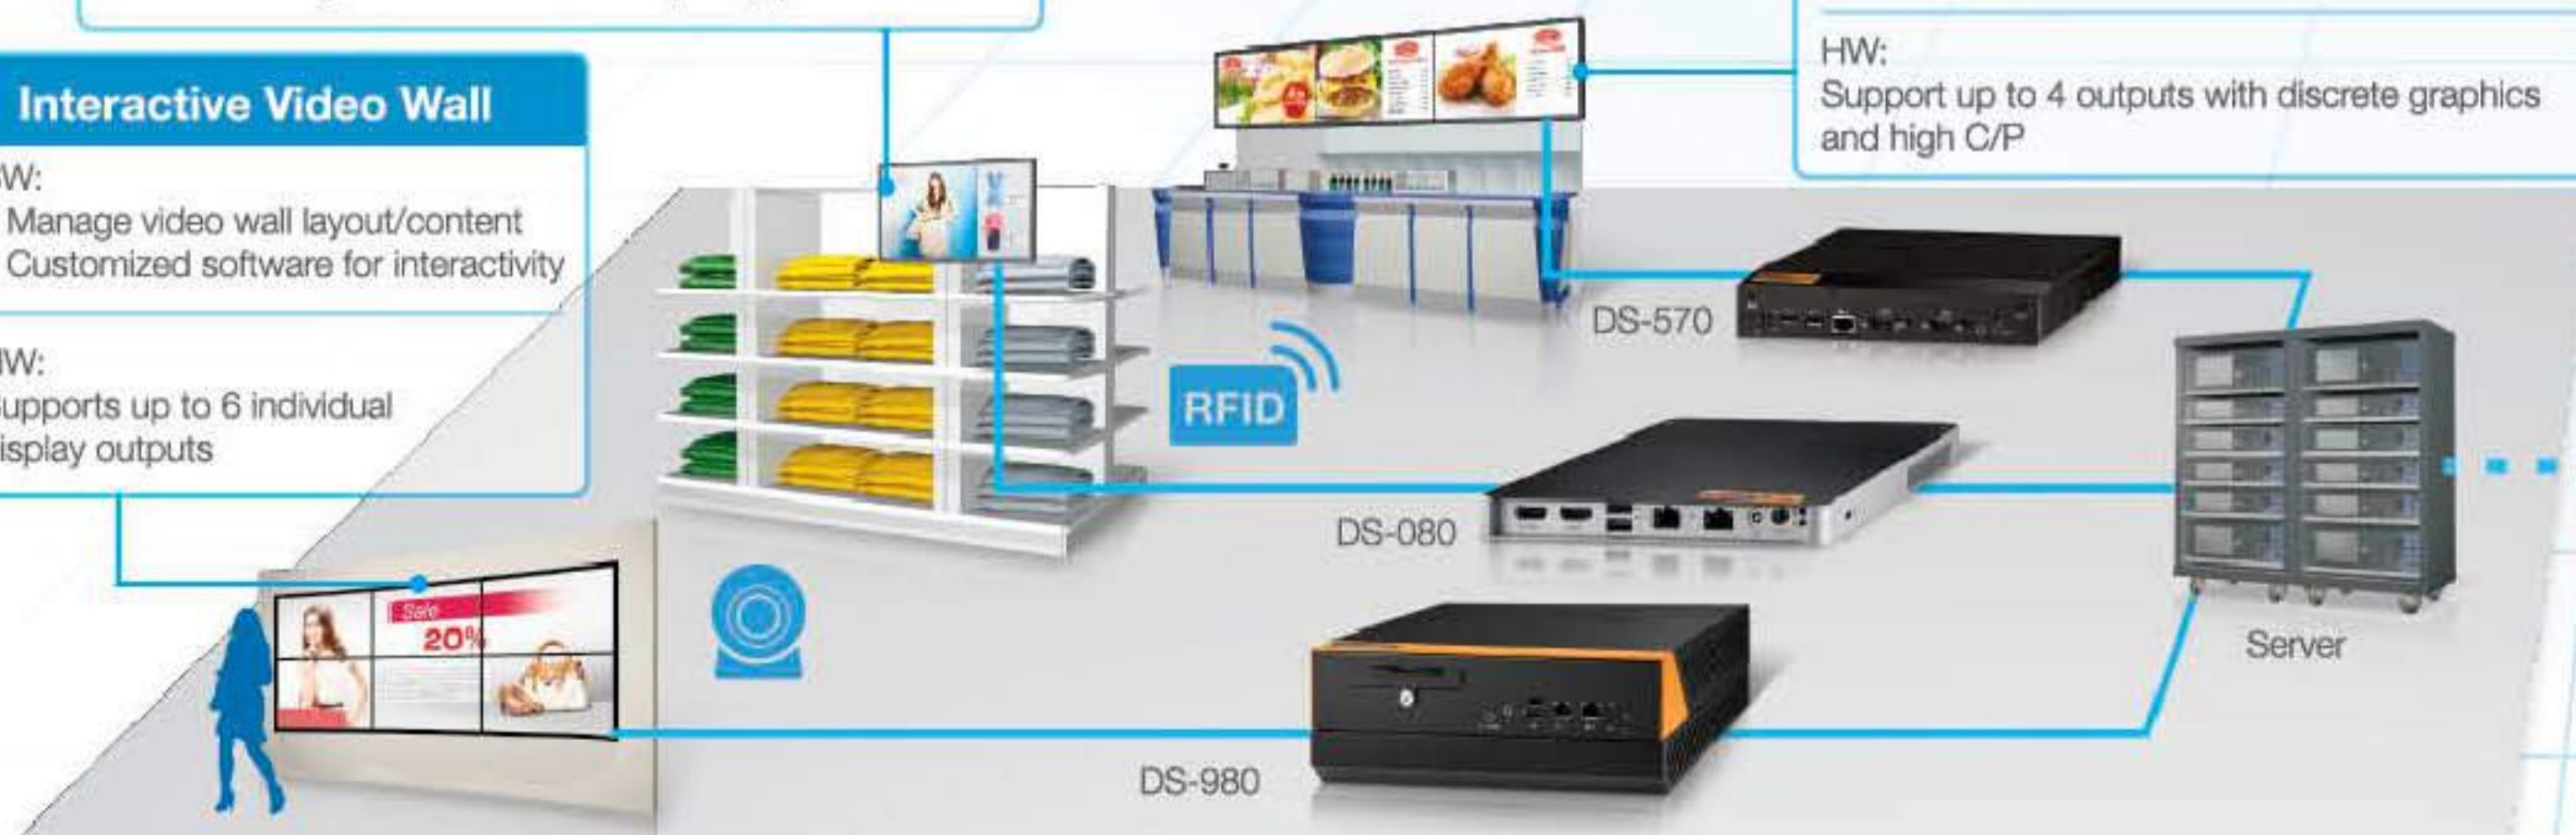 HW:
Support up to 4 outputs with discrete graphics
and high C/P
Interactive Video Wall
W:
Manage video wall layout/content
Customized software for interactivity
HW:
upports up to 6 individual
isplay outputs
DS-570
RFID
DS-080
Server
Sale
20%
DS-980